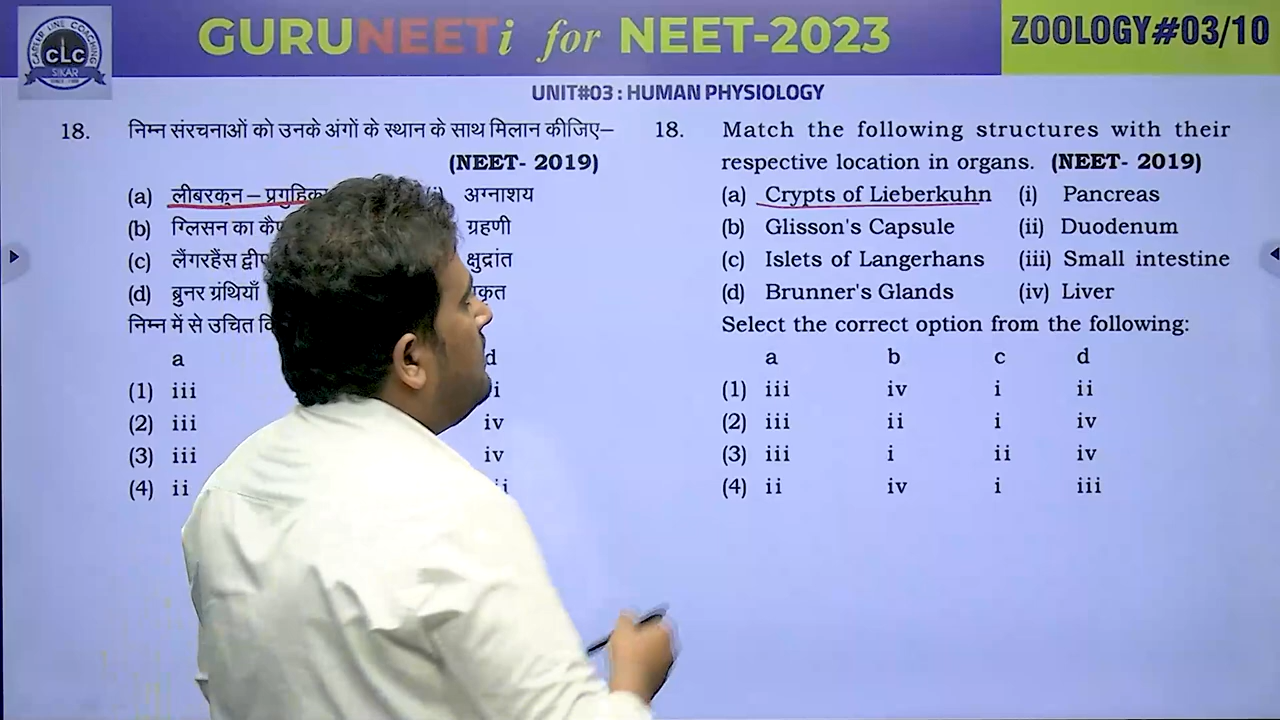 CAREER LINE COACHING
CLC
SIKAR
GURUNEETi for NEET-2023
ZOOLOGY#03/10
UNIT#03 : HUMAN PHYSIOLOGY
18. निम्न संरचनाओं को उनके अंगों के स्थान के साथ मिलान कीजिए–
(NEET- 2019)
(a) लीबरकुन – (i) अग्नाशय
(b) ग्लिसन का ग्रहणी
(c) लैंगरहैंस क्षुद्रांत
(d) ब्रुनर ग्रंथियाँ
निम्न में से उचित
a d
(1) iii
(2) iii iv
(3) iii iv
(4) ii
18. Match the following structures with their
respective location in organs. (NEET- 2019)
(a) Crypts of Lieberkuhn (i) Pancreas
(b) Glisson's Capsule (ii) Duodenum
(c) Islets of Langerhans (iii) Small intestine
(d) Brunner's Glands (iv) Liver
Select the correct option from the following:
a b c d
(1) iii iv i ii
(2) iii ii i iv
(3) iii i ii iv
(4) ii iv i iii